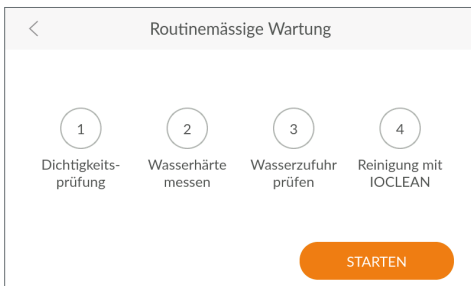 Routinemässige Wartung
1
2
3
4
Dichtigkeits-
prüfung
Wasserhärte
messen
Wasserzufuhr
prüfen
Reinigung mit
IOCLEAN
STARTEN